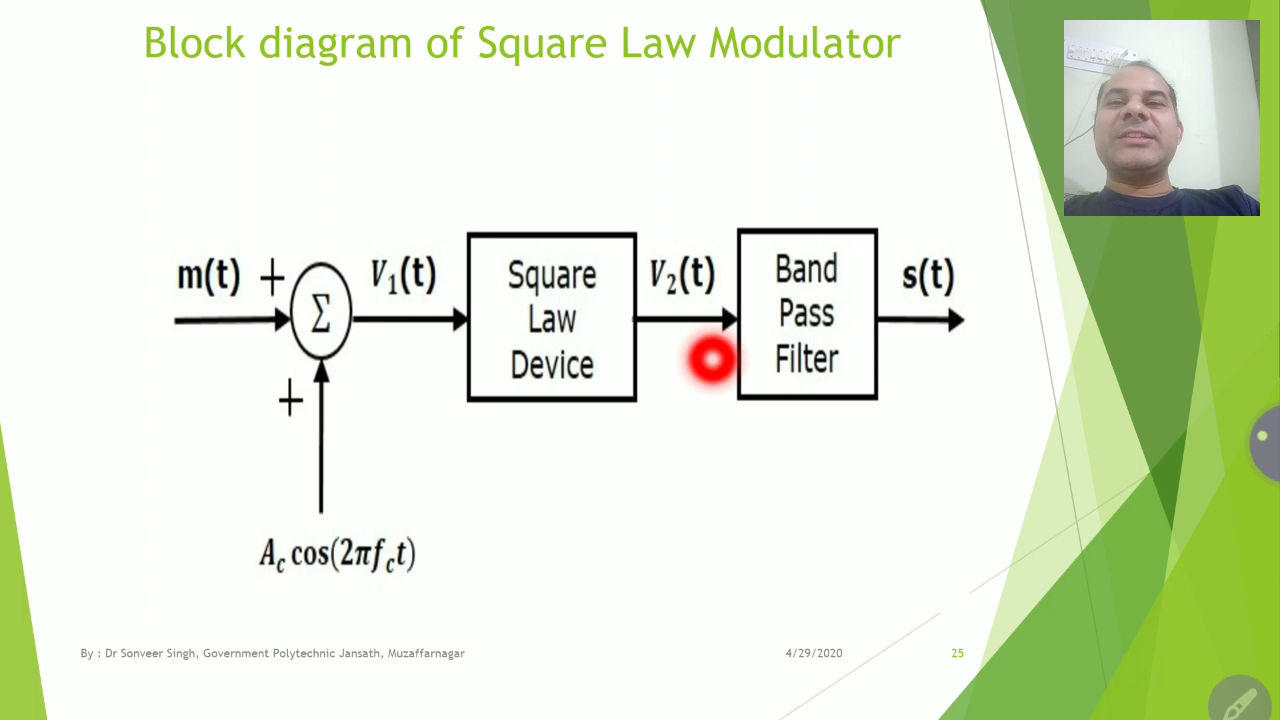 Block diagram of Square Law Modulator
m(t) + V₁(t) V₂(t) s(t)
Σ
Square
Law
Device
Band
Pass
Filter
+
A_c cos(2πf_ct)
By : Dr Sonveer Singh, Government Polytechnic Jansath, Muzaffarnagar 4/29/2020 25